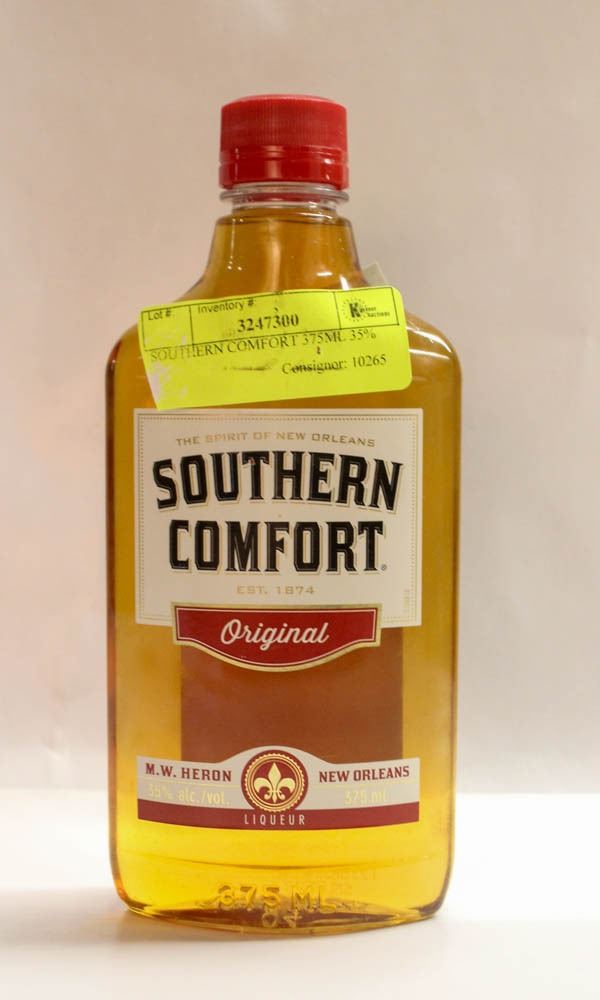 Lot #: Inventory #:
3247300
SOUTHERN COMFORT 375ML 35%
Consignor: 10265
THE SPIRIT OF NEW ORLEANS
SOUTHERN
COMFORT
EST. 1874
Original
M.W. HERON NEW ORLEANS
35% alc./vol. 375 ml
LIQUEUR
375 ML